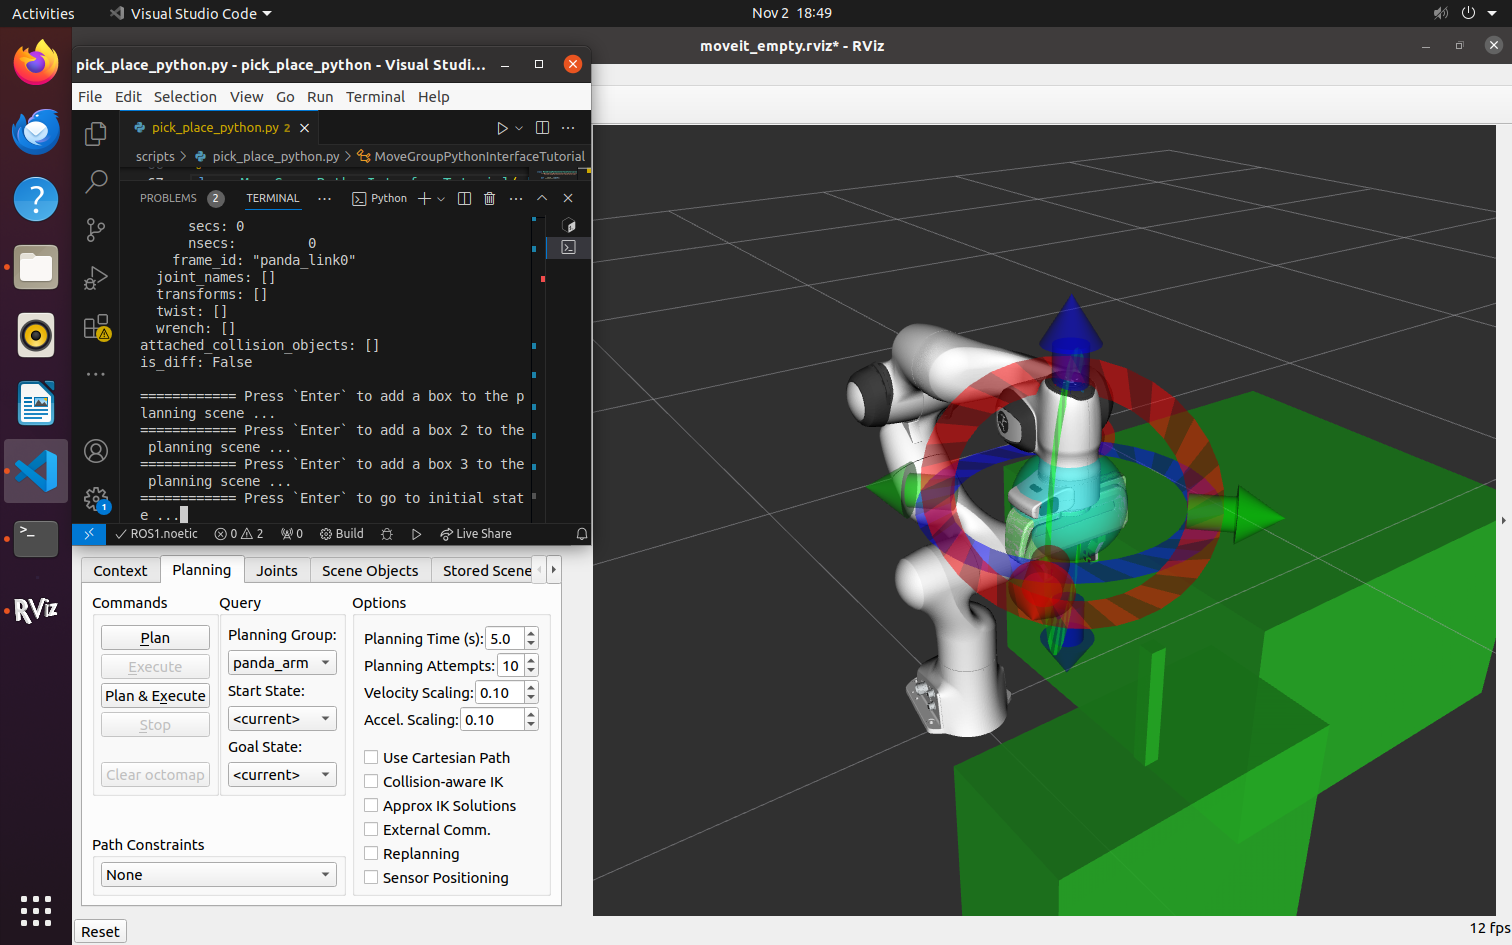 Activities
Visual Studio Code
Nov 2 18:49
moveit_empty.rviz* - RViz
pick_place_python.py - pick_place_python - Visual Studi...
File Edit Selection View Go Run Terminal Help
pick_place_python.py 2
scripts > pick_place_python.py > MoveGroupPythonInterfaceTutorial
PROBLEMS 2 TERMINAL ... Python
secs: 0
nsecs: 0
frame_id: "panda_link0"
joint_names: []
transforms: []
twist: []
wrench: []
attached_collision_objects: []
is_diff: False
============ Press `Enter` to add a box to the p
lanning scene ...
============ Press `Enter` to add a box 2 to the
planning scene ...
============ Press `Enter` to add a box 3 to the
planning scene ...
============ Press `Enter` to go to initial stat
e ...
1
ROS1.noetic 0 2 0 Build Live Share
RViz
Context Planning Joints Scene Objects Stored Scene
Commands
Plan
Execute
Plan & Execute
Stop
Clear octomap
Query
Planning Group:
panda_arm
Start State:
<current>
Goal State:
<current>
Options
Planning Time (s): 5.0
Planning Attempts: 10
Velocity Scaling: 0.10
Accel. Scaling: 0.10
Use Cartesian Path
Collision-aware IK
Approx IK Solutions
External Comm.
Replanning
Sensor Positioning
Path Constraints
None
Reset
12 fps